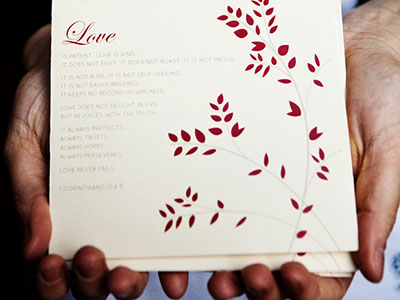 Love
IS PATIENT. LOVE IS KIND.
IT DOES NOT ENVY. IT DOES NOT BOAST. IT IS NOT PROUD.
IT IS NOT RUDE, IT IS NOT SELF-SEEKING,
IT IS NOT EASILY ANGERED,
IT KEEPS NO RECORD OF WRONGS,
LOVE DOES NOT DELIGHT IN EVIL
BUT REJOICES WITH THE TRUTH.
IT ALWAYS PROTECTS,
ALWAYS TRUSTS,
ALWAYS HOPES,
ALWAYS PERSEVERES.
LOVE NEVER FAILS.
1 CORINTHIANS 13:4-8